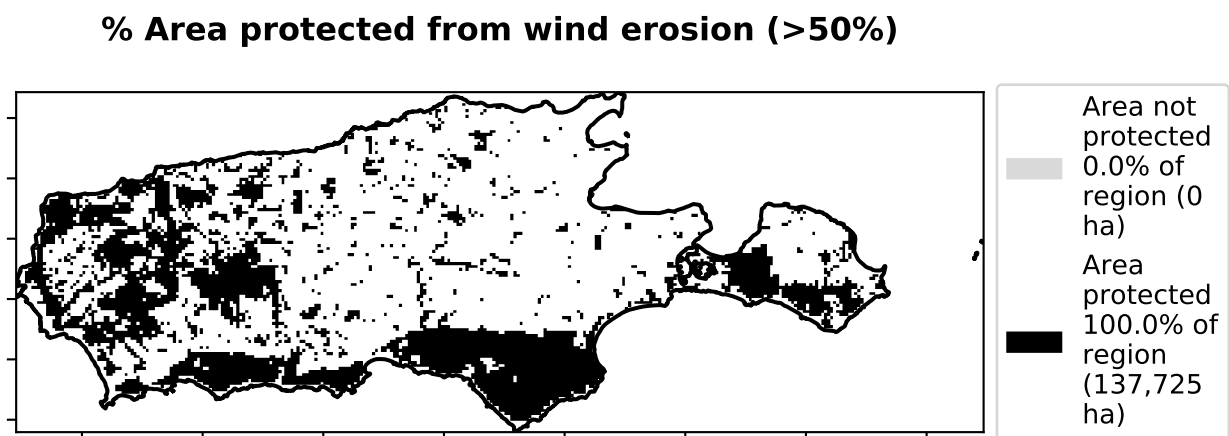 % Area protected from wind erosion (>50%)
Area not
protected
0.0% of
region (0
ha)
Area
protected
100.0% of
region
(137,725
ha)